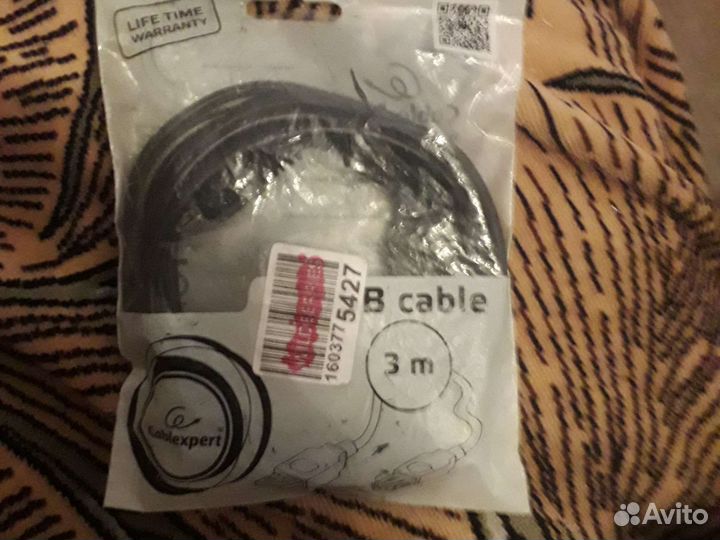 LIFE TIME
WARRANTY
B cable
3 m
1603775427
Cablexpert
Avito